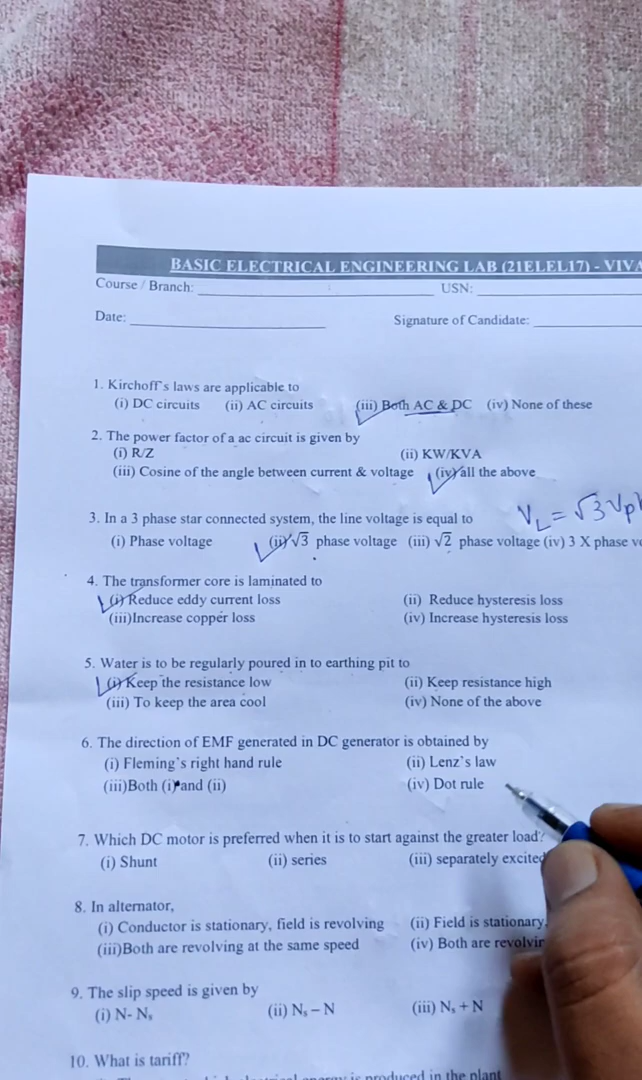 BASIC ELECTRICAL ENGINEERING LAB (21ELEL17) - VIVA
Course / Branch: USN:
Date: Signature of Candidate:
1. Kirchoff's laws are applicable to
(i) DC circuits (ii) AC circuits (iii) Both AC & DC (iv) None of these
2. The power factor of a ac circuit is given by
(i) R/Z (ii) KW/KVA
(iii) Cosine of the angle between current & voltage (iv) all the above
V_L = √3 Vph
3. In a 3 phase star connected system, the line voltage is equal to
(i) Phase voltage (ii) √3 phase voltage (iii) √2 phase voltage (iv) 3 X phase
4. The transformer core is laminated to
(i) Reduce eddy current loss (ii) Reduce hysteresis loss
(iii)Increase copper loss (iv) Increase hysteresis loss
5. Water is to be regularly poured in to earthing pit to
(i) Keep the resistance low (ii) Keep resistance high
(iii) To keep the area cool (iv) None of the above
6. The direction of EMF generated in DC generator is obtained by
(i) Fleming's right hand rule (ii) Lenz's law
(iii)Both (i) and (ii) (iv) Dot rule
7. Which DC motor is preferred when it is to start against the greater load?
(i) Shunt (ii) series (iii) separately excited
8. In alternator,
(i) Conductor is stationary, field is revolving (ii) Field is stationary,
(iii)Both are revolving at the same speed (iv) Both are
9. The slip speed is given by
(i) N- Nₛ (ii) Nₛ – N (iii) Nₛ + N
10. What is tariff?
is produced in the plant